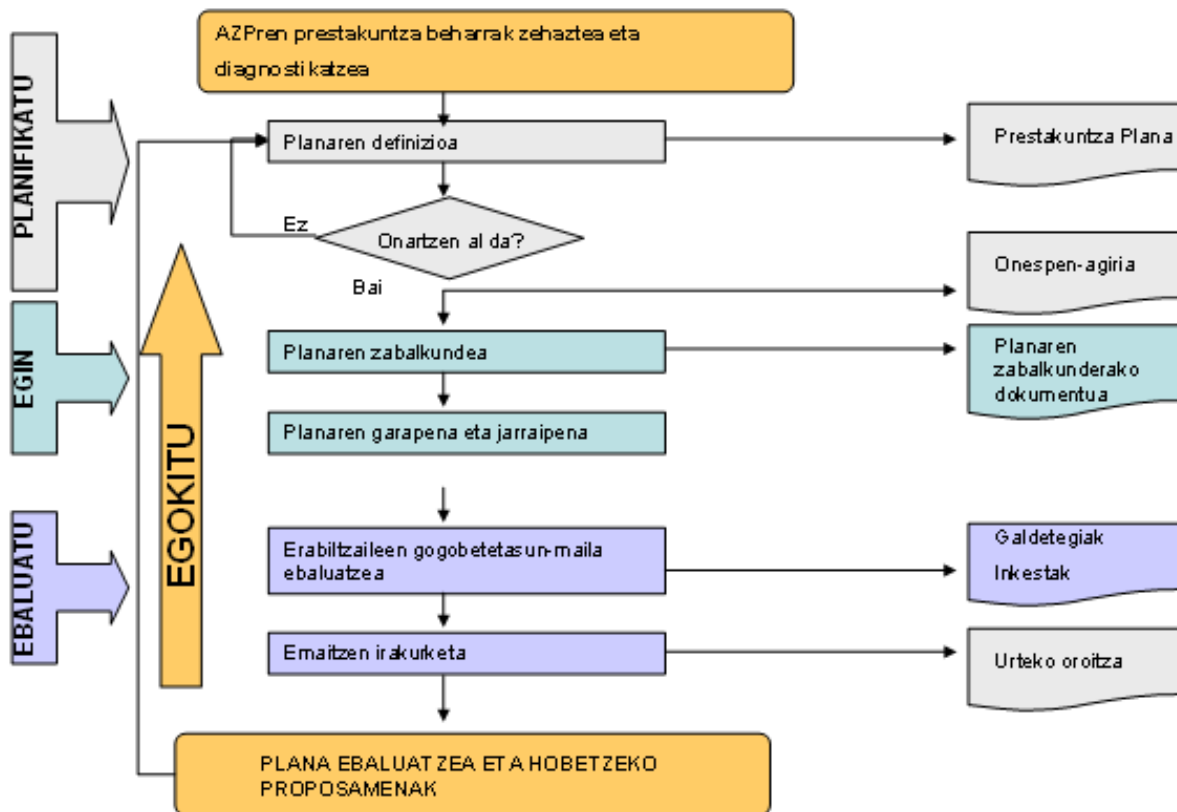 AZPren prestakuntza beharrak zehaztea eta
diagnostikatzea
PLANIFIKATU
Planaren definizioa
Prestakuntza Plana
Ez
Onartzen al da?
Bai
Onespen-agiria
EGIN
Planaren zabalkundea
Planaren
zabalkunderako
dokumentua
Planaren garapena eta jarraipena
EGOKITU
EBALUATU
Erabiltzaileen gogobetetasun-maila
ebaluatzea
Galdetegiak
Inkestak
Emaitzen irakurketa
Urteko oroitza
PLANA EBALUATZEA ETA HOBETZEKO
PROPOSAMENAK